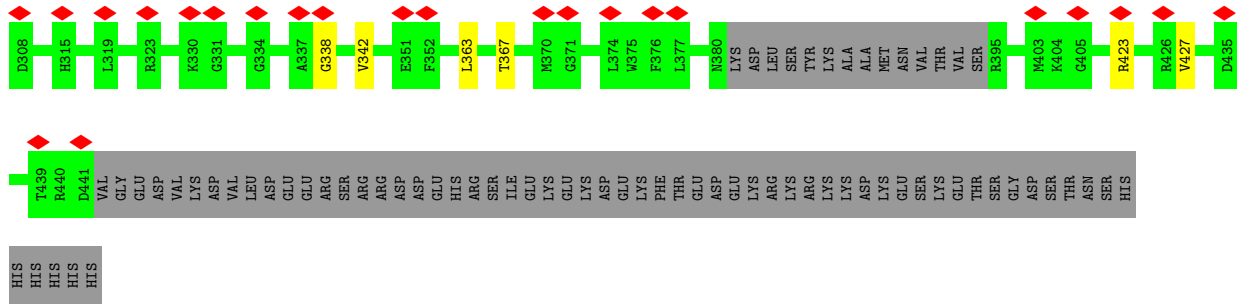 D308 H315 L319 R323 K330 G331 G334 A337 G338 V342 E351 F352 L363 T367 M370 G371 L374 W375 F376 L377 N380 LYS ASP LEU SER TYR LYS ALA ALA MET ASN VAL THR VAL SER R395 M403 K404 G405 R423 R426 V427 D435
T439 R440 D441 VAL GLY GLU ASP VAL LYS ASP VAL LEU ASP GLU GLU ARG SER ARG ARG ASP ASP GLU HIS ARG SER ILE GLU LYS GLU LYS ASP GLU LYS PHE THR GLU ASP GLU LYS ARG LYS ARG LYS LYS ASP LYS GLU SER LYS GLU THR SER GLY ASP SER THR ASN SER HIS
HIS HIS HIS HIS HIS